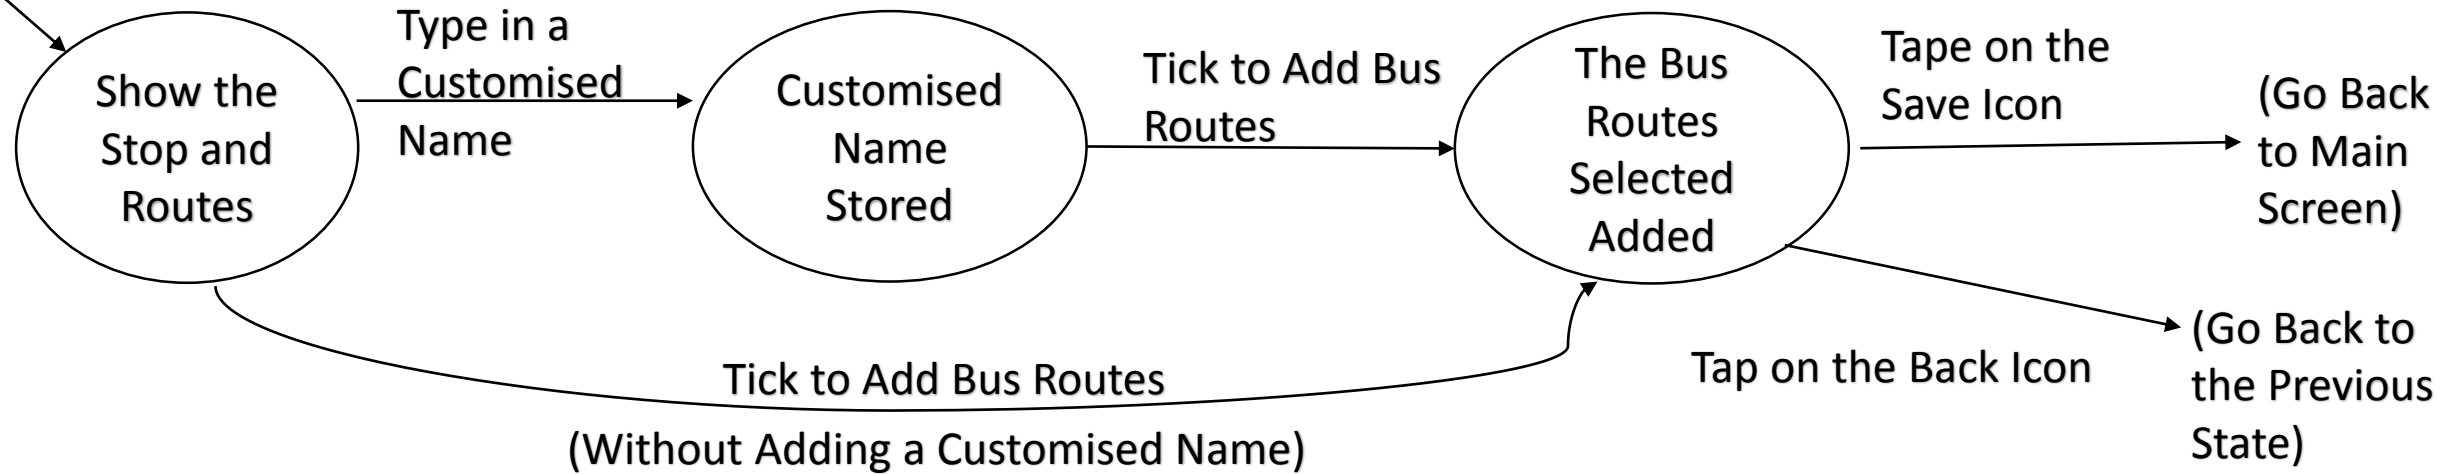 Show the
Stop and
Routes
Type in a
Customised
Name
Customised
Name
Stored
Tick to Add Bus
Routes
The Bus
Routes
Selected
Added
Tape on the
Save Icon
(Go Back
to Main
Screen)
Tick to Add Bus Routes
(Without Adding a Customised Name)
Tap on the Back Icon
(Go Back to
the Previous
State)